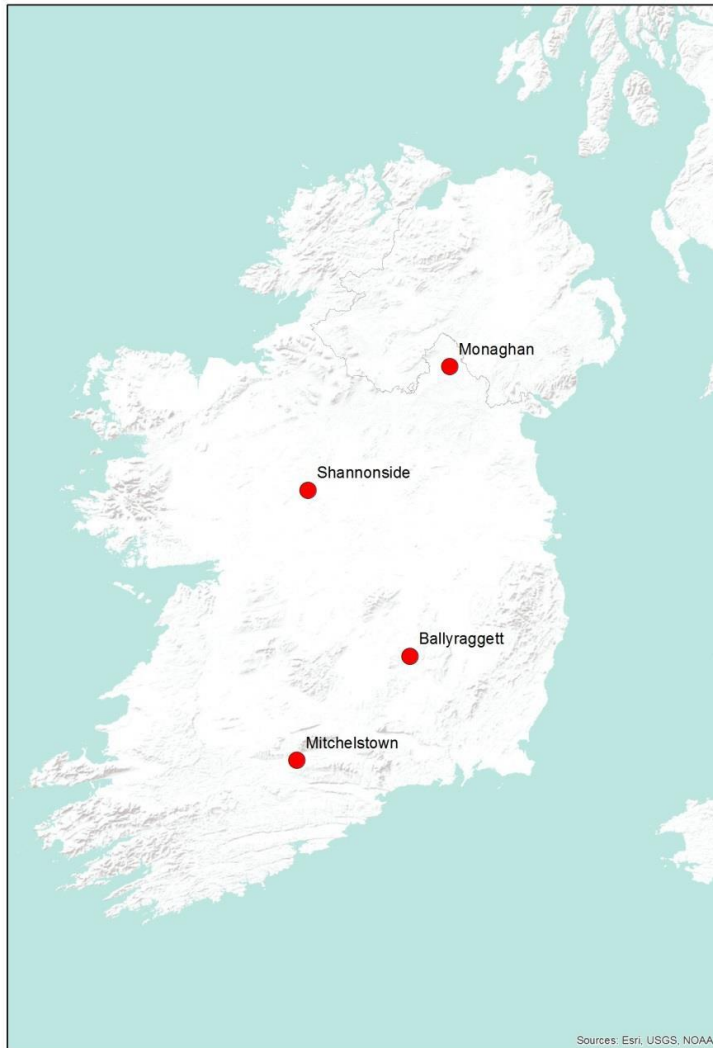 Monaghan
Shannonside
Ballyraggett
Mitchelstown
Sources: Esri, USGS, NOAA